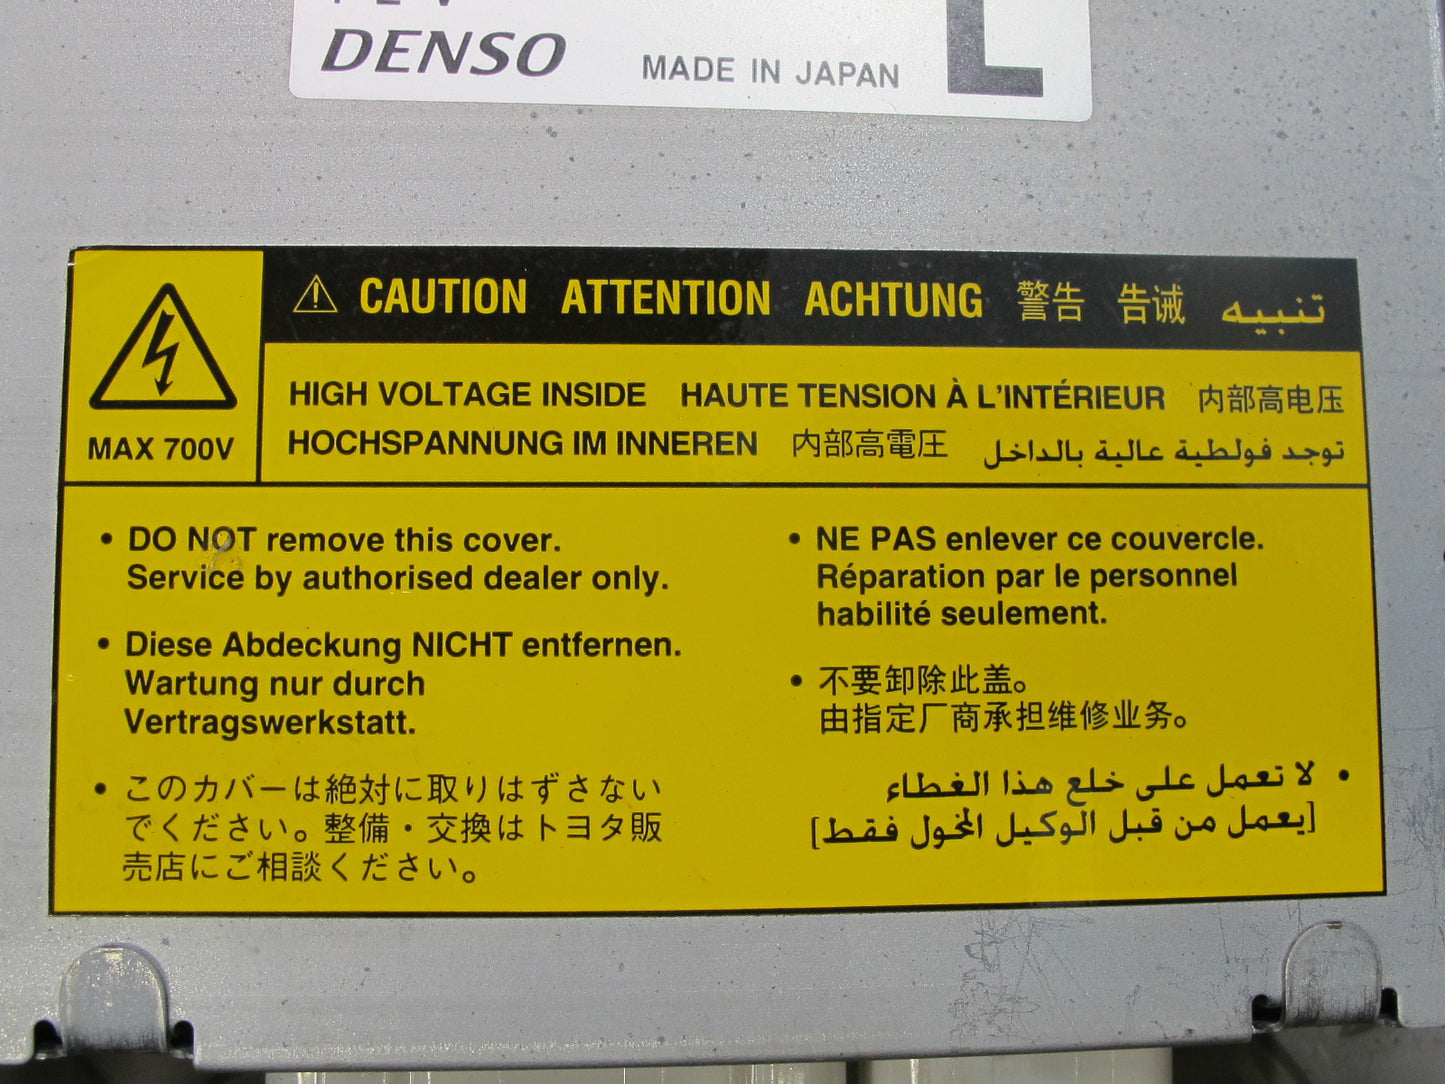 DENSO
MADE IN JAPAN
L
⚠ CAUTION ATTENTION ACHTUNG 警告 告诫 تنبيه
MAX 700V
HIGH VOLTAGE INSIDE HAUTE TENSION À L'INTÉRIEUR 内部高电压
HOCHSPANNUNG IM INNEREN 内部高電圧 توجد فولطية عالية بالداخل
• DO NOT remove this cover.
Service by authorised dealer only.
• Diese Abdeckung NICHT entfernen.
Wartung nur durch
Vertragswerkstatt.
• このカバーは絶対に取りはずさない
でください。整備・交換はトヨタ販
売店にご相談ください。
• NE PAS enlever ce couvercle.
Réparation par le personnel
habilité seulement.
• 不要卸除此盖。
由指定厂商承担维修业务。
• لا تعمل على خلع هذا الغطاء
[يعمل من قبل الوكيل المخول فقط]